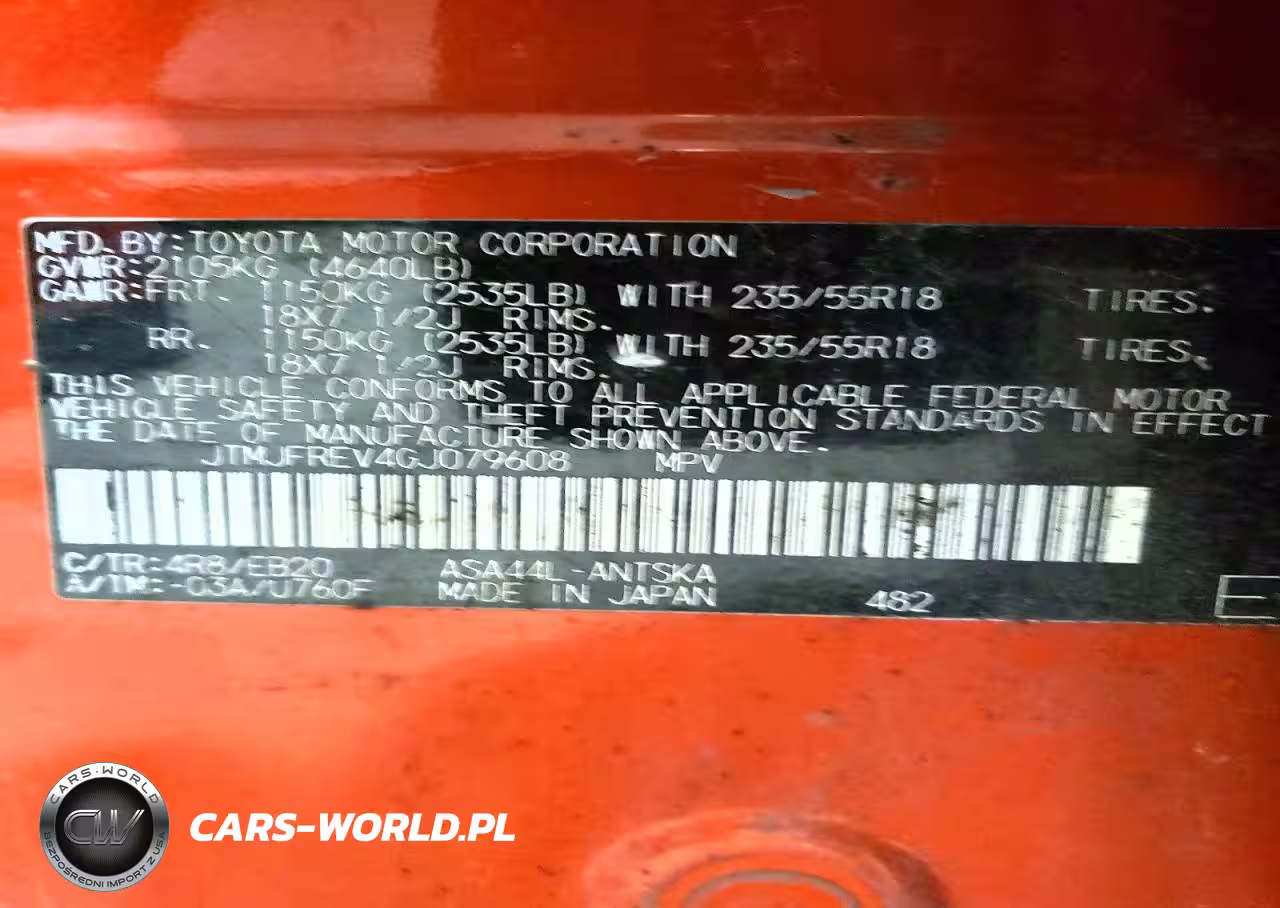 MFD. BY: TOYOTA MOTOR CORPORATION
GVWR: 2105KG (4640LB)
GAWR: FRT. 1150KG (2535LB) WITH 235/55R18 TIRES.
18X7 1/2J RIMS.
RR. 1150KG (2535LB) WITH 235/55R18 TIRES.
18X7 1/2J RIMS.
THIS VEHICLE CONFORMS TO ALL APPLICABLE FEDERAL MOTOR
VEHICLE SAFETY AND THEFT PREVENTION STANDARDS IN EFFECT
THE DATE OF MANUFACTURE SHOWN ABOVE.
JTMJFREV4GJ079608 MPV
C/TR: 4R8/EB20 ASA44L-ANTSKA
A/TM: -03A/U760F MADE IN JAPAN 482
CARS-WORLD
CW
BEZPOŚREDNI IMPORT Z USA
CARS-WORLD.PL